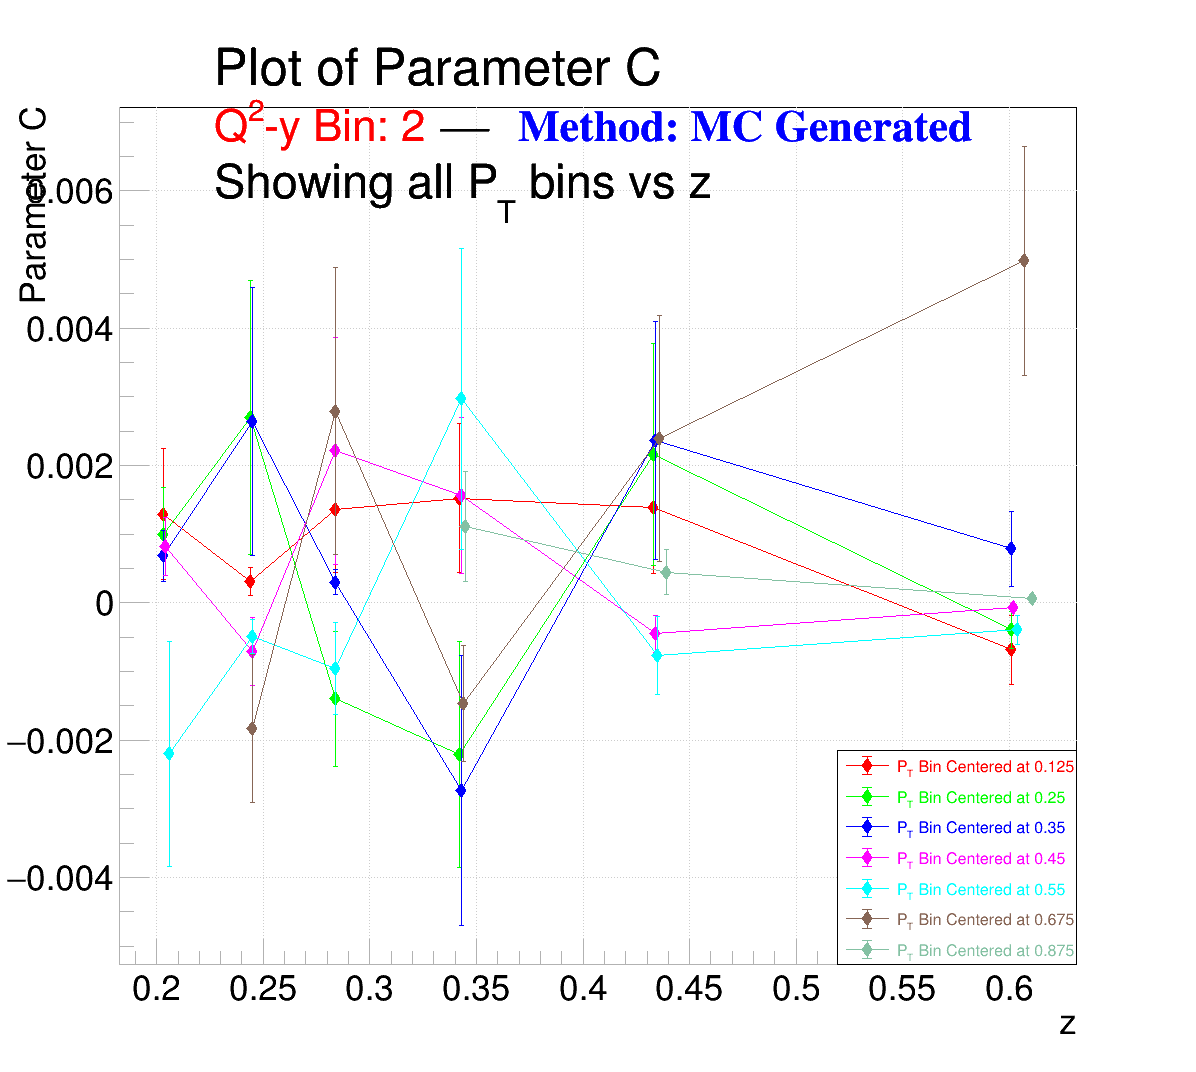 Plot of Parameter C
Q2-y Bin: 2 — Method: MC Generated
Showing all PT bins vs z
Parameter C
0.006
0.004
0.002
0
−0.002
−0.004
PT Bin Centered at 0.125
PT Bin Centered at 0.25
PT Bin Centered at 0.35
PT Bin Centered at 0.45
PT Bin Centered at 0.55
PT Bin Centered at 0.675
PT Bin Centered at 0.875
0.2 0.25 0.3 0.35 0.4 0.45 0.5 0.55 0.6
z